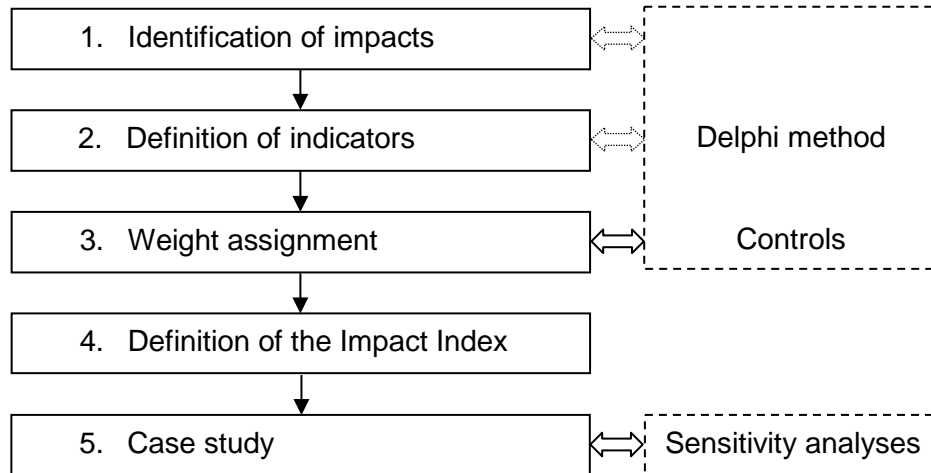 1. Identification of impacts
2. Definition of indicators
Delphi method
3. Weight assignment
Controls
4. Definition of the Impact Index
5. Case study
Sensitivity analyses